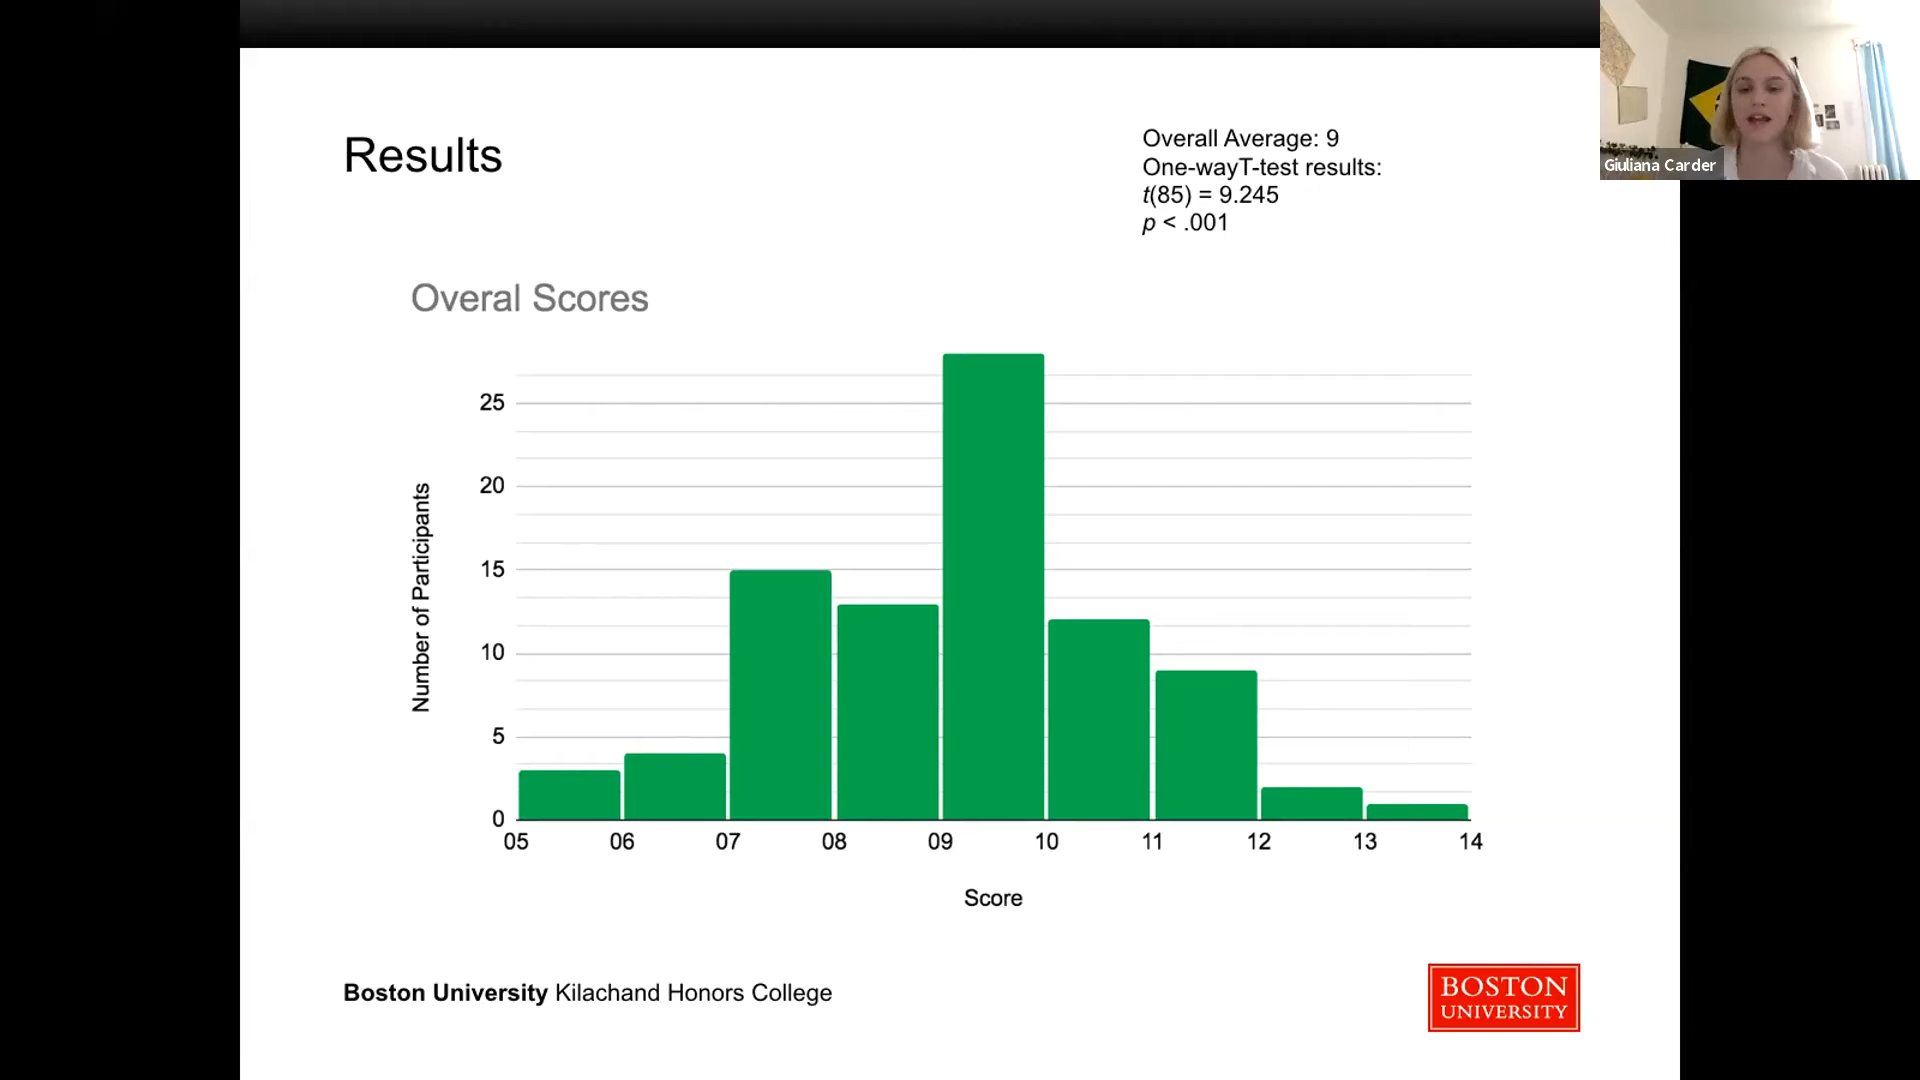 Results
Overall Average: 9
One-wayT-test results:
t(85) = 9.245
p < .001
Giuliana Carder
Overal Scores
Number of Participants
25
20
15
10
5
0
05 06 07 08 09 10 11 12 13 14
Score
Boston University Kilachand Honors College
BOSTON
UNIVERSITY